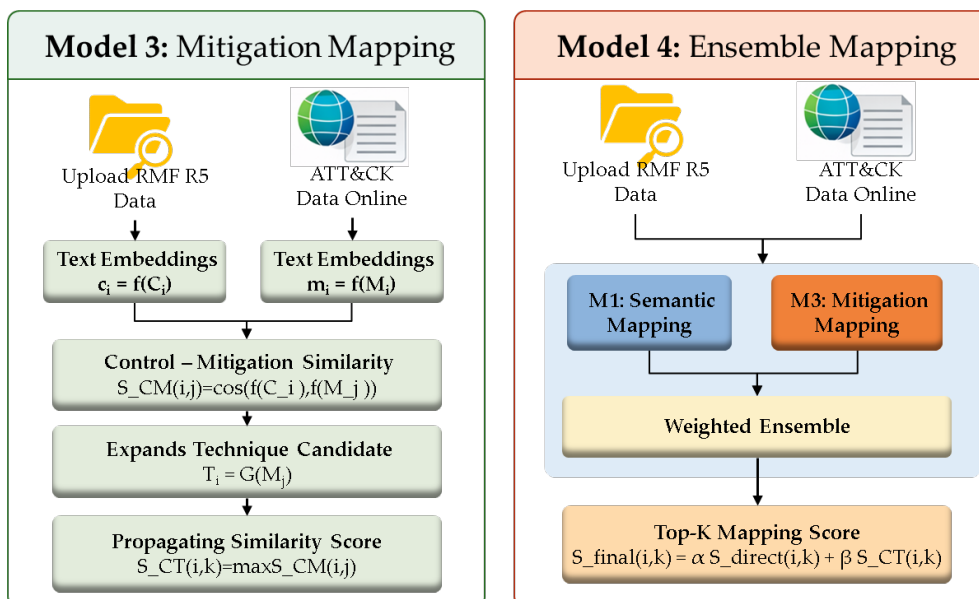 Model 3: Mitigation Mapping
Upload RMF R5
Data
ATT&CK
Data Online
Text Embeddings
cᵢ = f(Cᵢ)
Text Embeddings
mᵢ = f(Mᵢ)
Control – Mitigation Similarity
S_CM(i,j)=cos(f(C_i ),f(M_j ))
Expands Technique Candidate
Tᵢ = G(Mⱼ)
Propagating Similarity Score
S_CT(i,k)=maxS_CM(i,j)
Model 4: Ensemble Mapping
Upload RMF R5
Data
ATT&CK
Data Online
M1: Semantic
Mapping
M3: Mitigation
Mapping
Weighted Ensemble
Top-K Mapping Score
S_final(i,k) = α S_direct(i,k) + β S_CT(i,k)